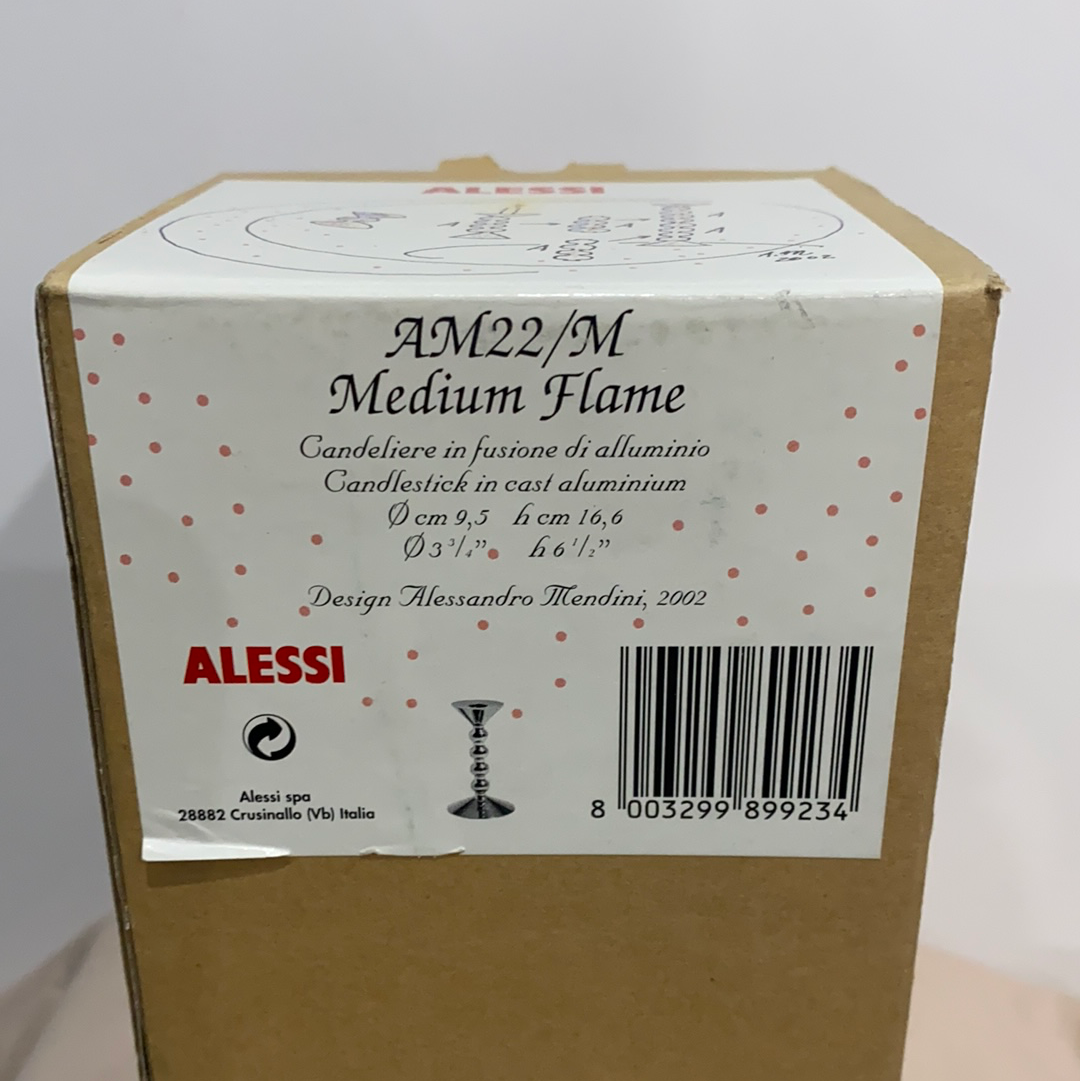 ALESSI
AM22/M
Medium Flame
Candeliere in fusione di alluminio
Candlestick in cast aluminium
Ø cm 9,5 h cm 16,6
Ø 3 3/4” h 6 1/2”
Design Alessandro Mendini, 2002
ALESSI
Alessi spa
28882 Crusinallo (Vb) Italia
8 003299 899234